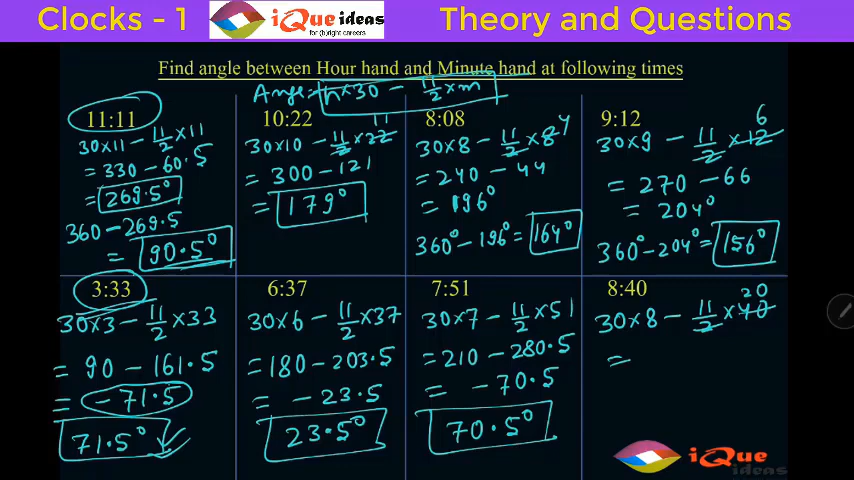 Clocks - 1
iQue ideas
for (b)right careers
Theory and Questions
Find angle between Hour hand and Minute hand at following times
Ange = h×30 - 11/2 ×m
11:11
30×11 - 11/2 ×11
= 330 - 60.5
= 269.5°
360 - 269.5
= 90.5°
10:22
11
30×10 - 11/2 ×22
= 300 - 121
= 179°
8:08
30×8 - 11/2 ×8 4
= 240 - 44
= 196°
360° - 196° = 164°
9:12
6
30×9 - 11/2 ×12
= 270 - 66
= 204°
360° - 204° = 156°
3:33
30×3 - 11/2 ×33
= 90 - 161.5
= - 71.5
71.5°
6:37
30×6 - 11/2 ×37
= 180 - 203.5
= - 23.5
23.5°
7:51
30×7 - 11/2 ×51
= 210 - 280.5
= - 70.5
70.5°
8:40
20
30×8 - 11/2 ×40
=
iQue
ideas